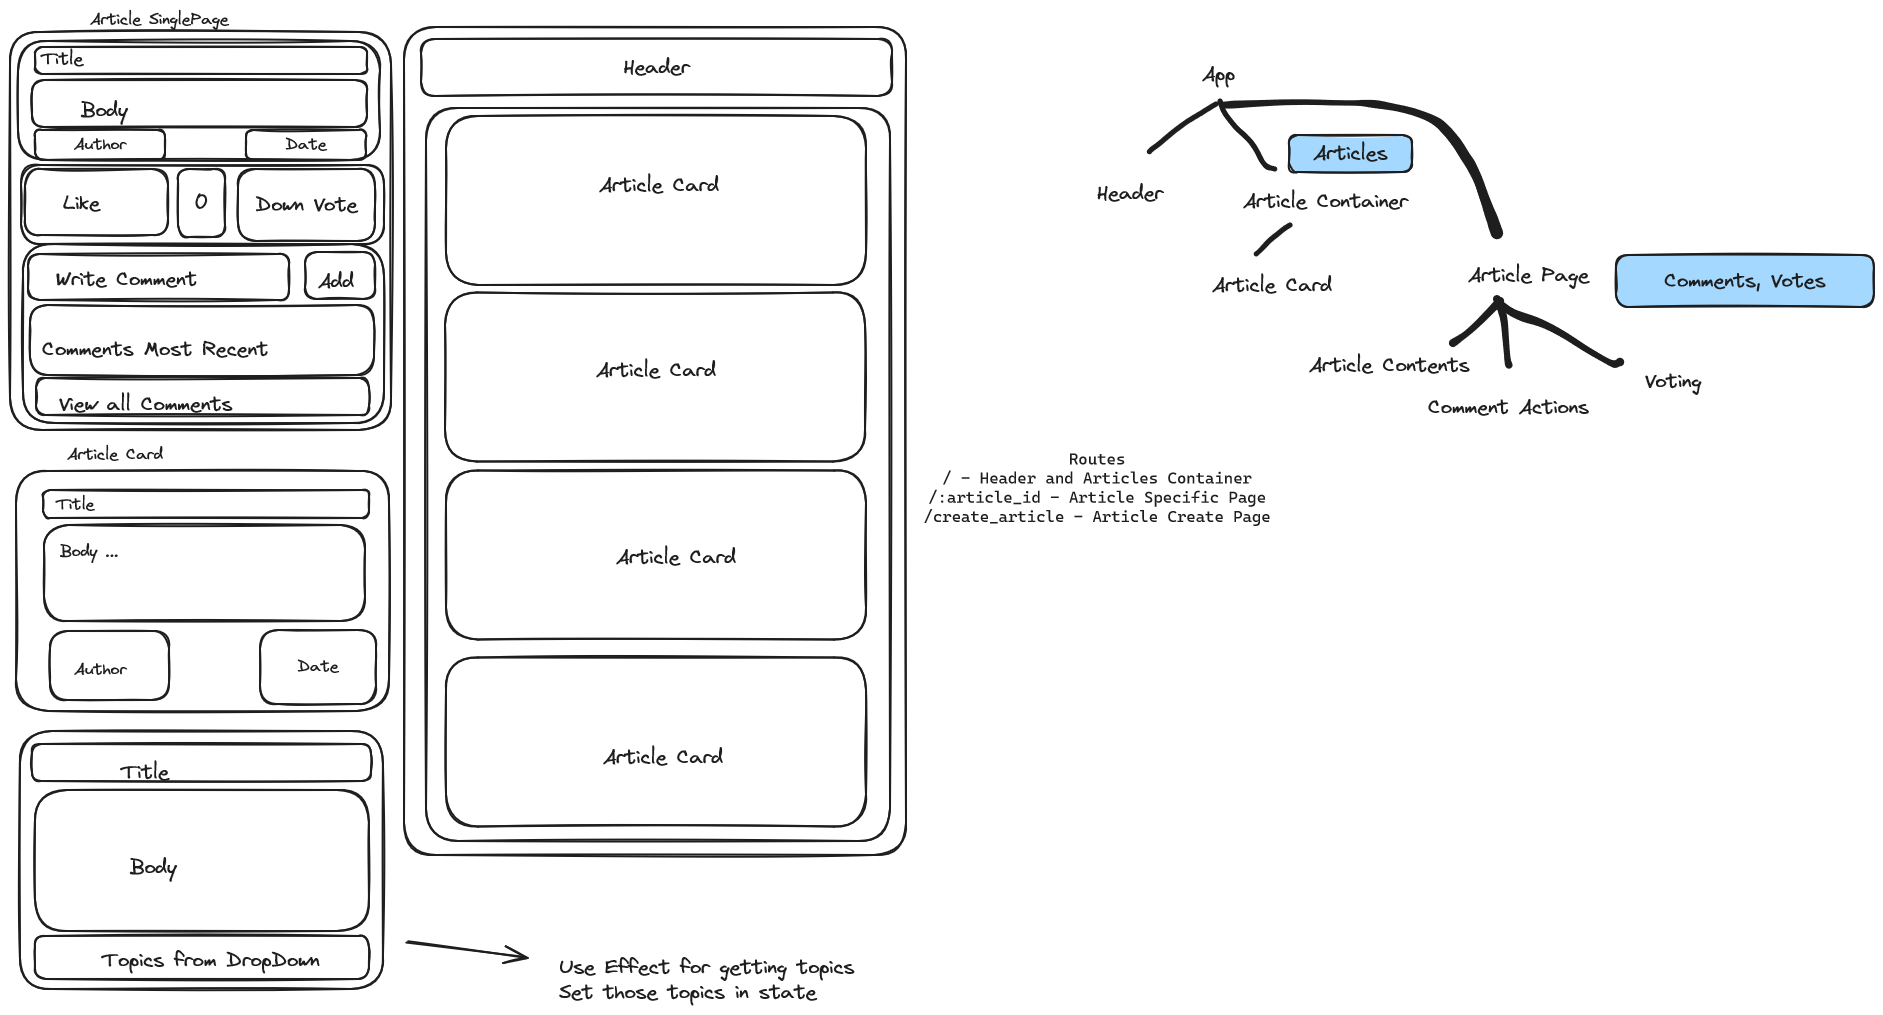 Article SinglePage
Title
Body
Author
Date
Like
0
Down Vote
Write Comment
Add
Comments Most Recent
View all Comments
Article Card
Title
Body ...
Author
Date
Title
Body
Topics from DropDown
Use Effect for getting topics
Set those topics in state
Header
Article Card
Article Card
Article Card
Article Card
App
Articles
Header
Article Container
Article Card
Article Page
Comments, Votes
Article Contents
Comment Actions
Voting
Routes
/ - Header and Articles Container
/:article_id - Article Specific Page
/create_article - Article Create Page